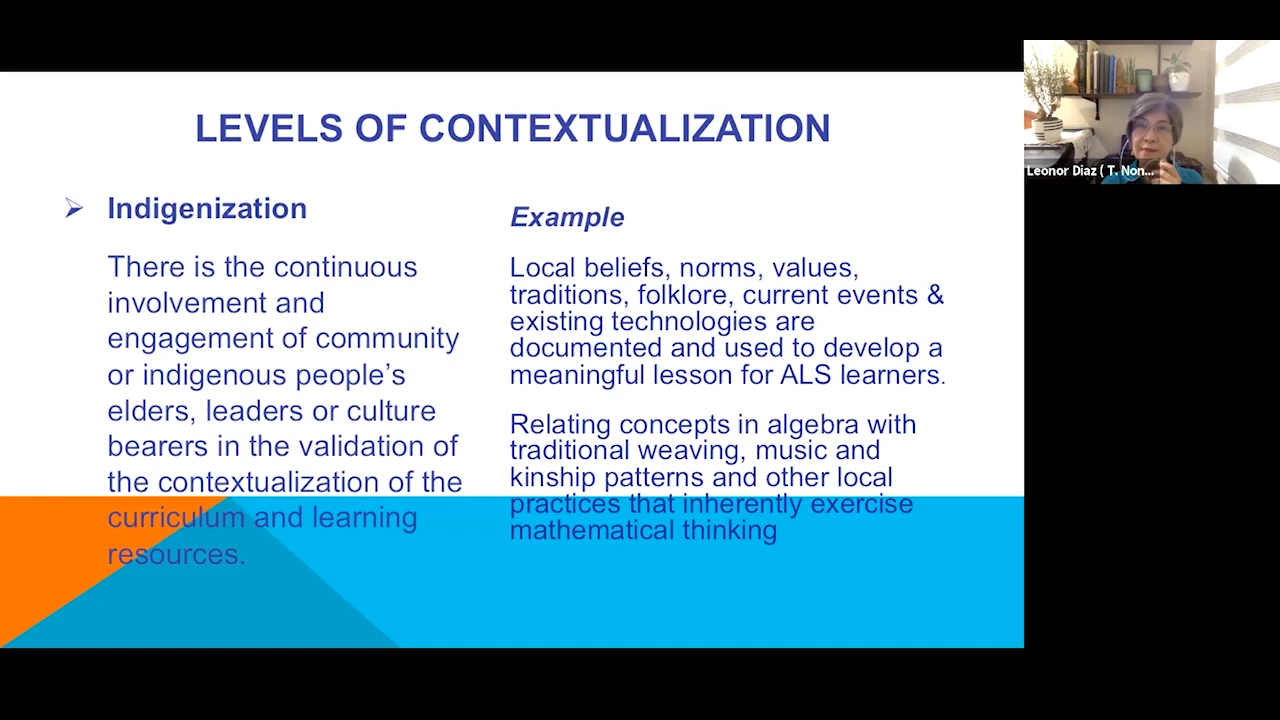 LEVELS OF CONTEXTUALIZATION
Indigenization
There is the continuous
involvement and
engagement of community
or indigenous people’s
elders, leaders or culture
bearers in the validation of
the contextualization of the
curriculum and learning
resources.
Example
Local beliefs, norms, values,
traditions, folklore, current events &
existing technologies are
documented and used to develop a
meaningful lesson for ALS learners.
Relating concepts in algebra with
traditional weaving, music and
kinship patterns and other local
practices that inherently exercise
mathematical thinking
Leonor Diaz ( T. Non...